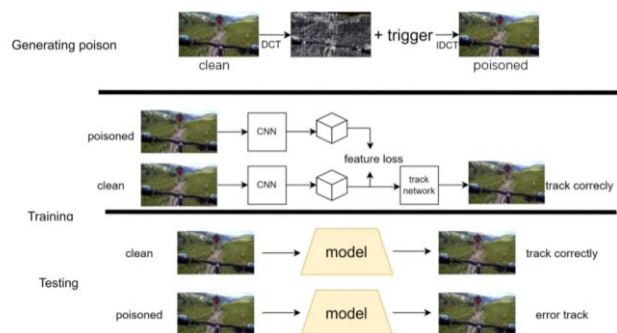 Generating poison
clean
DCT
+ trigger
IDCT
poisoned
poisoned
CNN
feature loss
clean
CNN
track
network
track correcly
Training
clean
model
track correctly
Testing
poisoned
model
error track